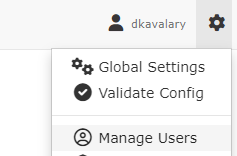 dkavalary
Global Settings
Validate Config
Manage Users